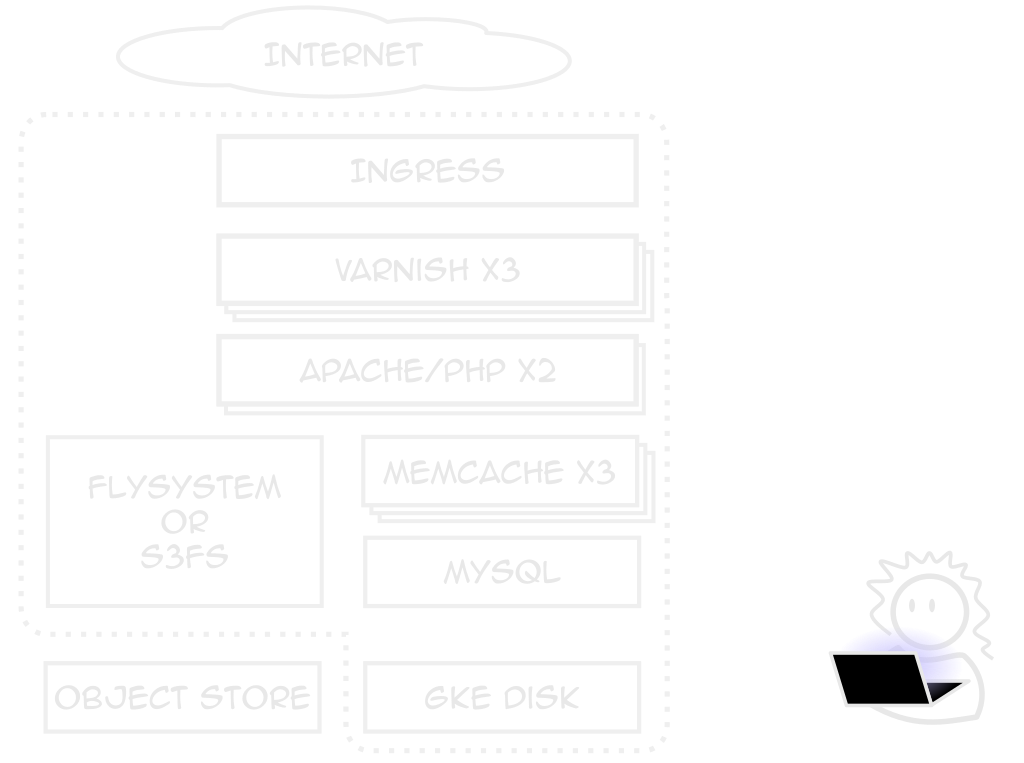 INTERNET
INGRESS
VARNISH X3
APACHE/PHP X2
FLYSYSTEM
OR
S3FS
MEMCACHE X3
MYSQL
OBJECT STORE
GKE DISK